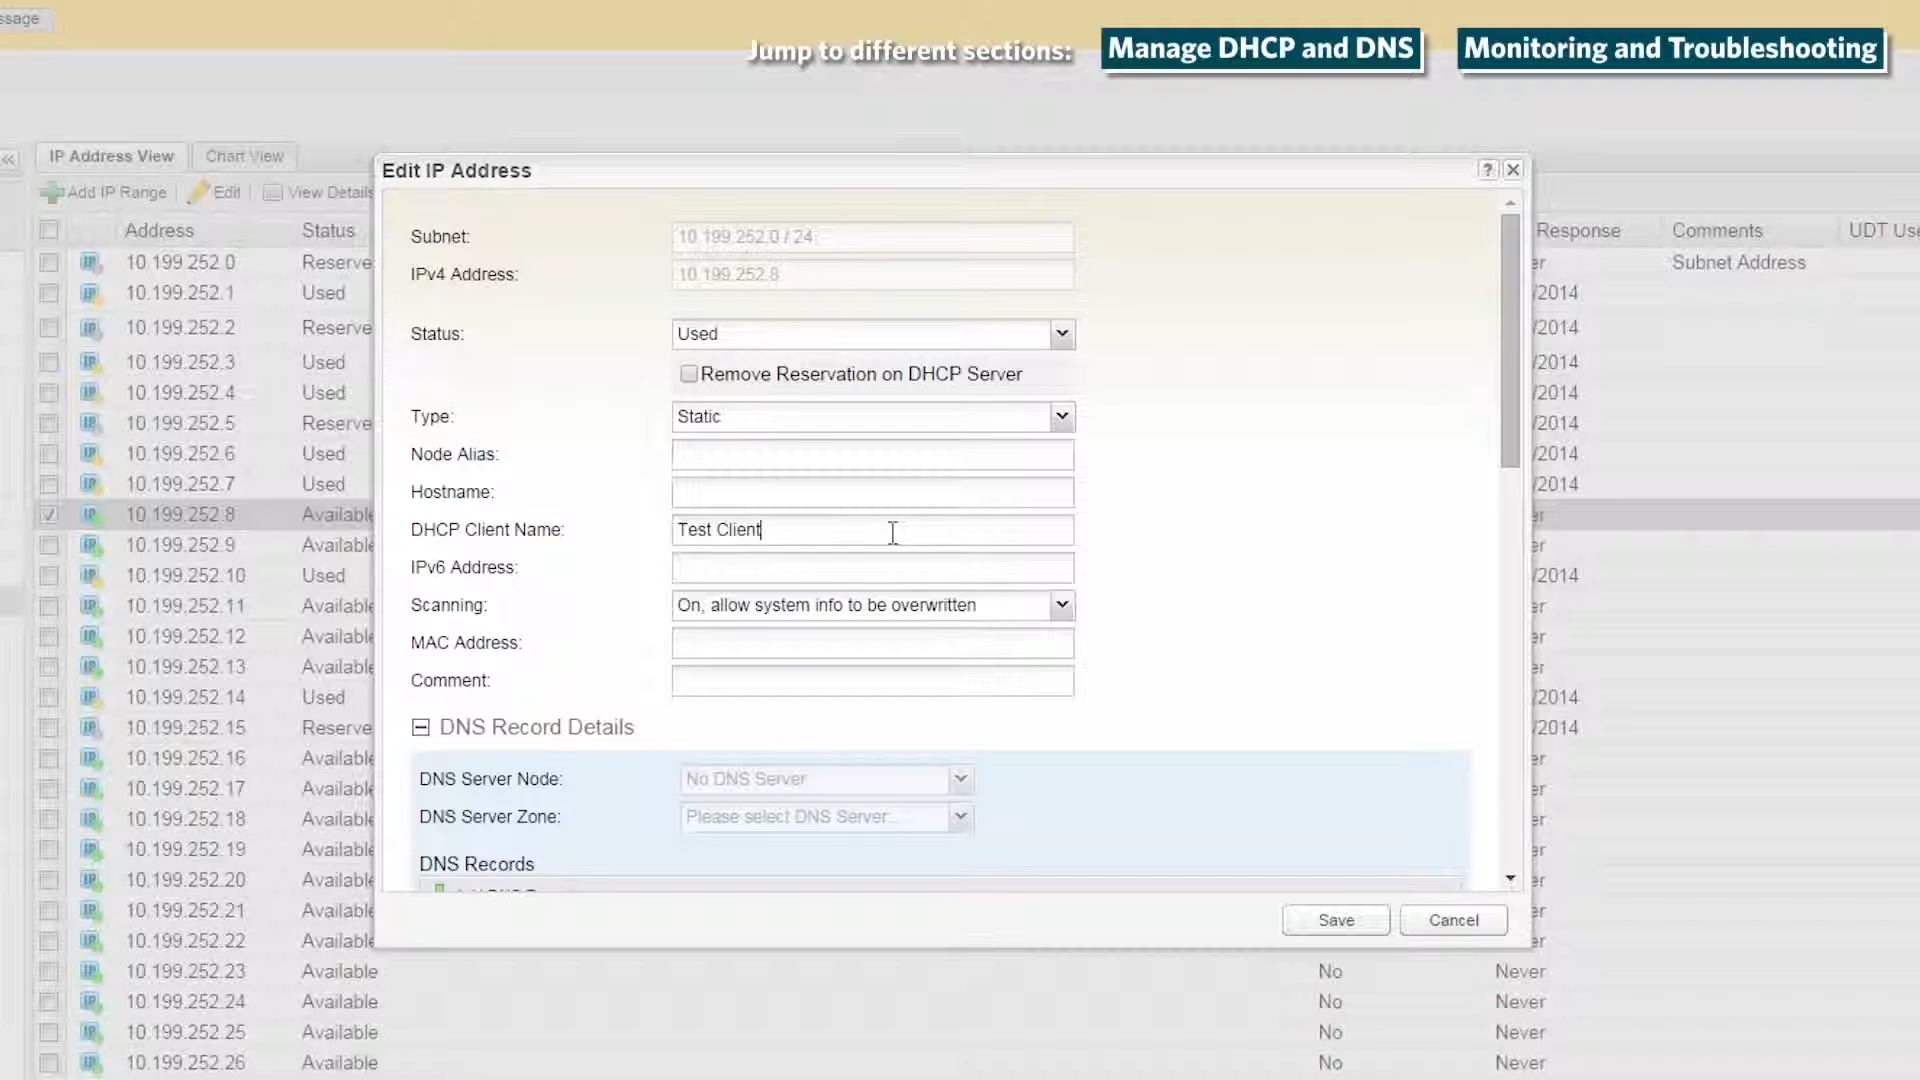 ssage
Jump to different sections: Manage DHCP and DNS Monitoring and Troubleshooting
IP Address View Chart View
Add IP Range Edit View Details
Address Status Response Comments UDT Use
10.199.252.0 Reserve er Subnet Address
10.199.252.1 Used /2014
10.199.252.2 Reserve /2014
10.199.252.3 Used /2014
10.199.252.4 Used /2014
10.199.252.5 Reserve /2014
10.199.252.6 Used /2014
10.199.252.7 Used /2014
10.199.252.8 Available er
10.199.252.9 Available er
10.199.252.10 Used /2014
10.199.252.11 Available er
10.199.252.12 Available er
10.199.252.13 Available er
10.199.252.14 Used /2014
10.199.252.15 Reserve /2014
10.199.252.16 Available er
10.199.252.17 Available er
10.199.252.18 Available er
10.199.252.19 Available er
10.199.252.20 Available er
10.199.252.21 Available er
10.199.252.22 Available er
10.199.252.23 Available No Never
10.199.252.24 Available No Never
10.199.252.25 Available No Never
10.199.252.26 Available No Never
Edit IP Address ?
Subnet: 10.199.252.0 / 24
IPv4 Address: 10.199.252.8
Status: Used
Remove Reservation on DHCP Server
Type: Static
Node Alias:
Hostname:
DHCP Client Name: Test Client
IPv6 Address:
Scanning: On, allow system info to be overwritten
MAC Address:
Comment:
DNS Record Details
DNS Server Node: No DNS Server
DNS Server Zone: Please select DNS Server...
DNS Records
Save Cancel